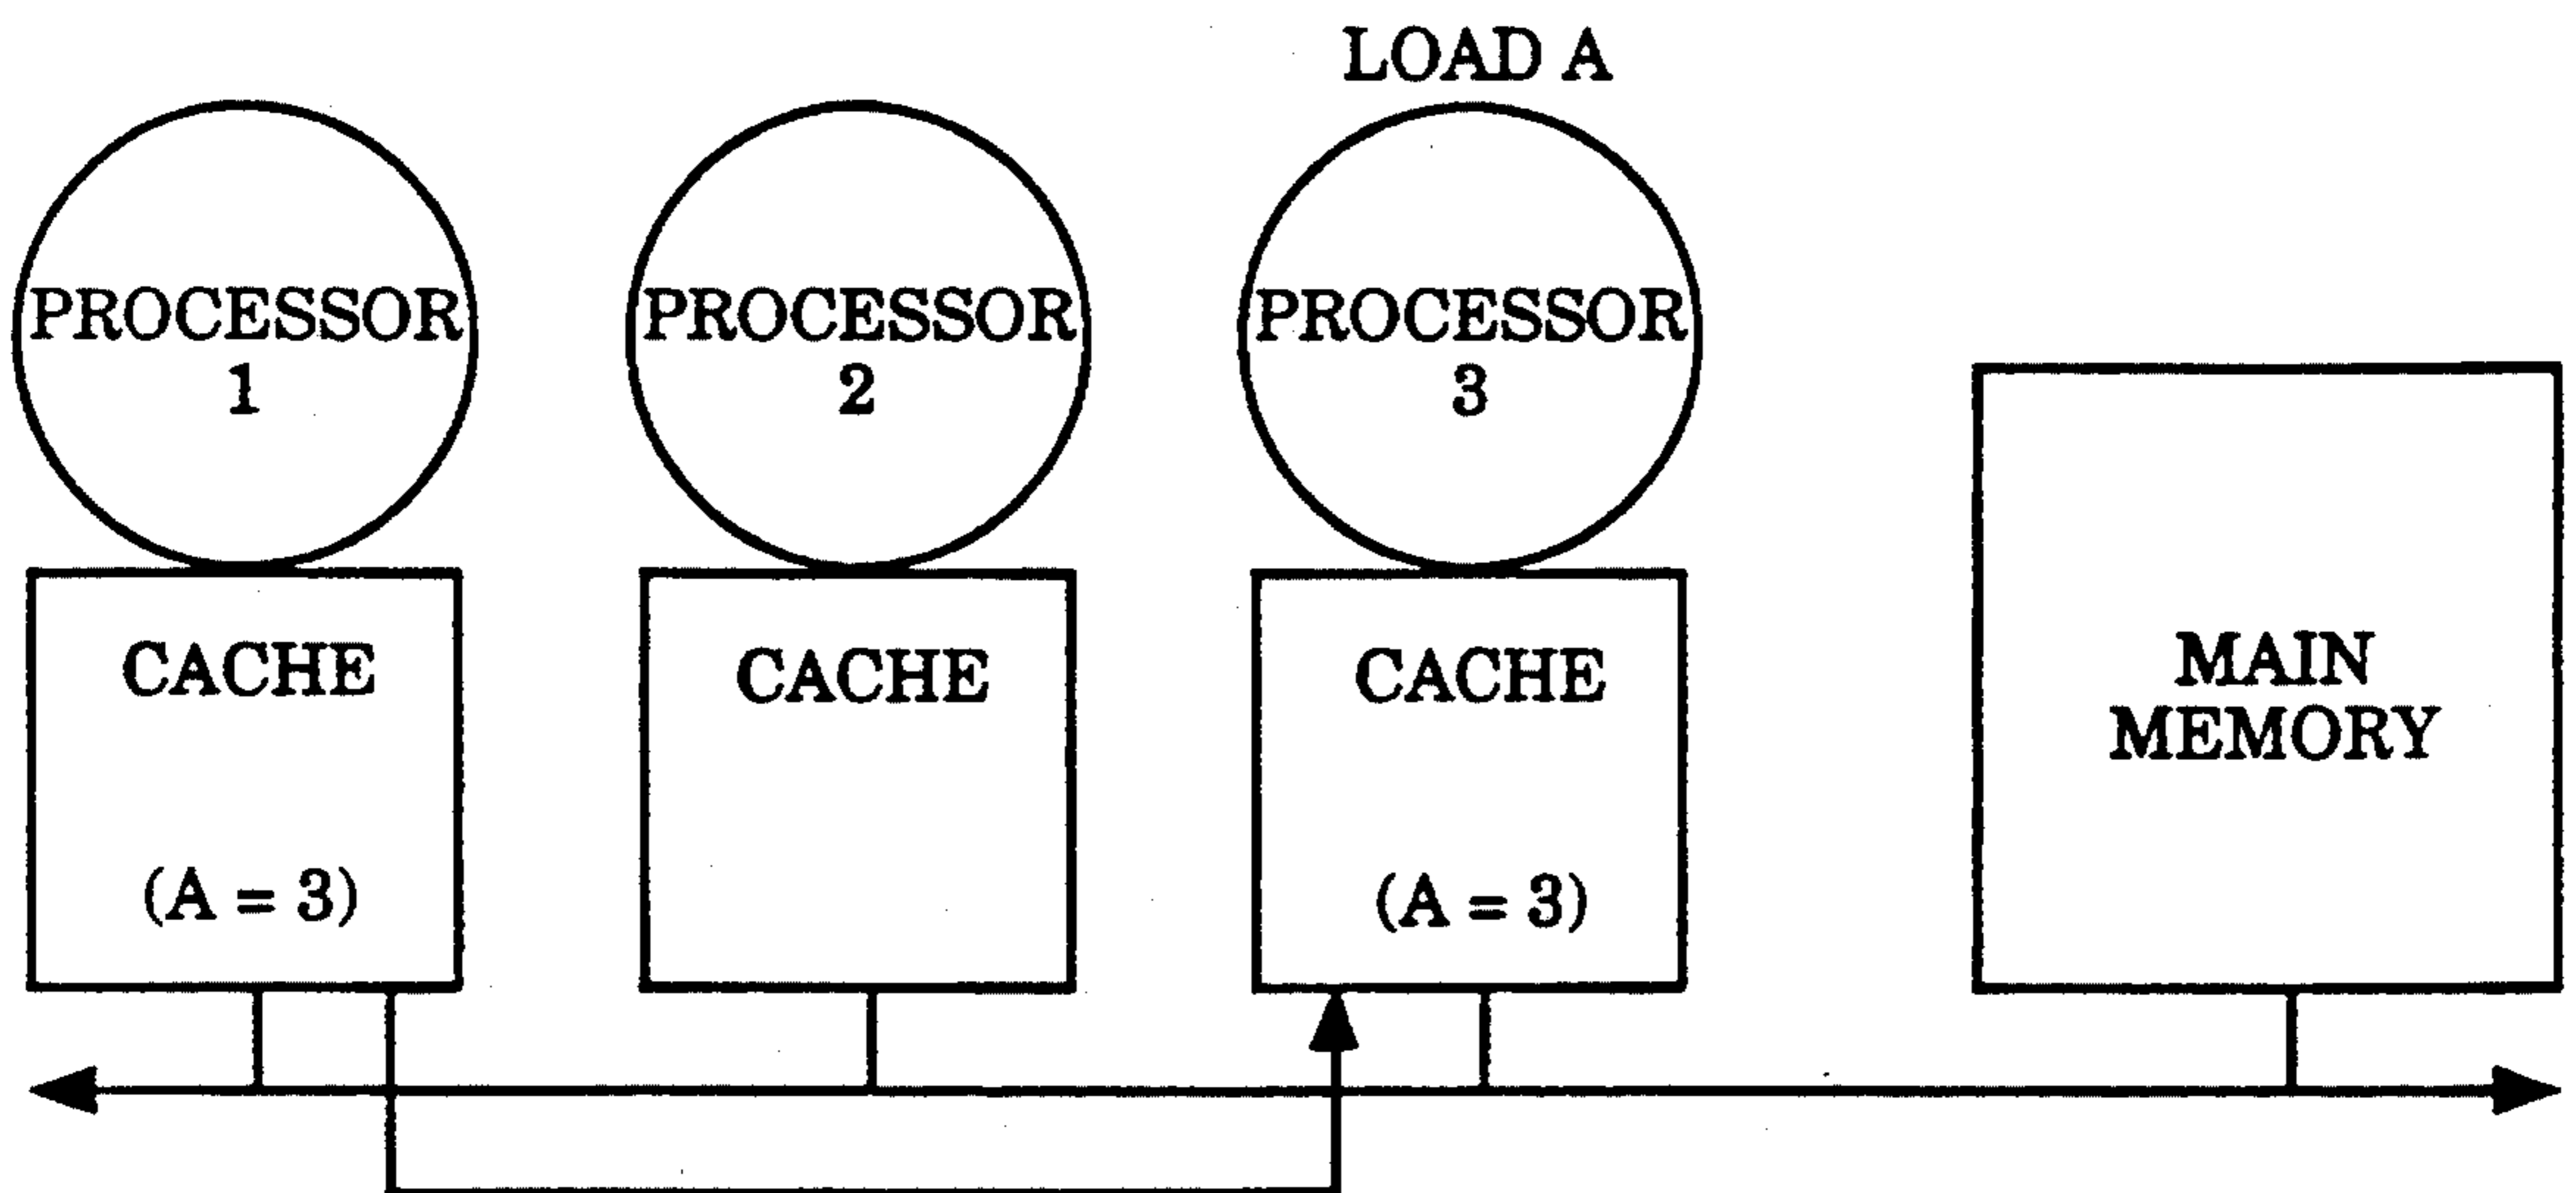 LOAD A
PROCESSOR
1
PROCESSOR
2
PROCESSOR
3
CACHE
(A = 3)
CACHE
CACHE
(A = 3)
MAIN
MEMORY